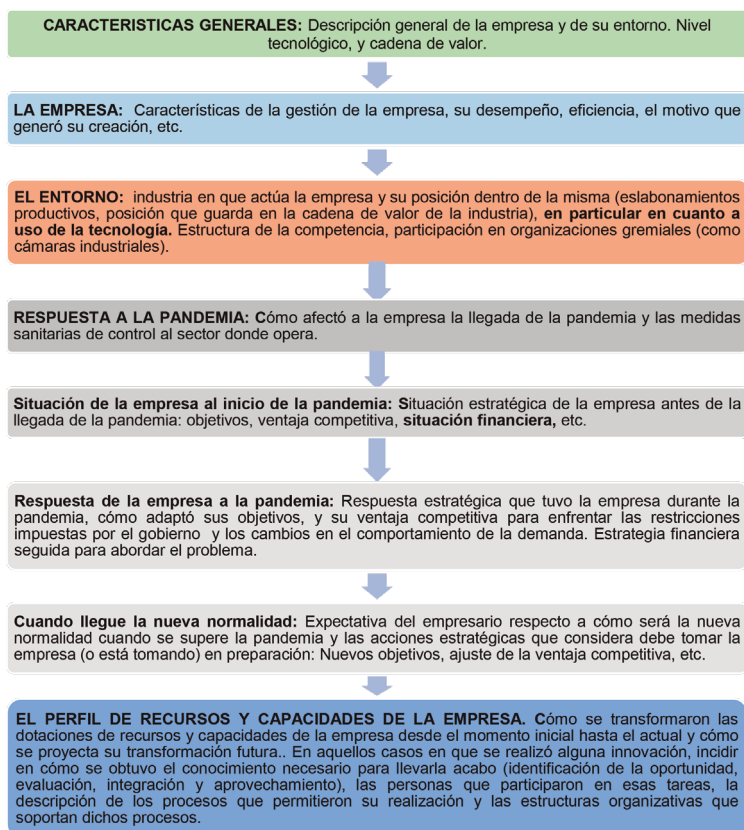 CARACTERISTICAS GENERALES: Descripción general de la empresa y de su entorno. Nivel
tecnológico, y cadena de valor.
LA EMPRESA: Características de la gestión de la empresa, su desempeño, eficiencia, el motivo que
generó su creación, etc.
EL ENTORNO: industria en que actúa la empresa y su posición dentro de la misma (eslabonamientos
productivos, posición que guarda en la cadena de valor de la industria), en particular en cuanto a
uso de la tecnología. Estructura de la competencia, participación en organizaciones gremiales (como
cámaras industriales).
RESPUESTA A LA PANDEMIA: Cómo afectó a la empresa la llegada de la pandemia y las medidas
sanitarias de control al sector donde opera.
Situación de la empresa al inicio de la pandemia: Situación estratégica de la empresa antes de la
llegada de la pandemia: objetivos, ventaja competitiva, situación financiera, etc.
Respuesta de la empresa a la pandemia: Respuesta estratégica que tuvo la empresa durante la
pandemia, cómo adaptó sus objetivos, y su ventaja competitiva para enfrentar las restricciones
impuestas por el gobierno y los cambios en el comportamiento de la demanda. Estrategia financiera
seguida para abordar el problema.
Cuando llegue la nueva normalidad: Expectativa del empresario respecto a cómo será la nueva
normalidad cuando se supere la pandemia y las acciones estratégicas que considera debe tomar la
empresa (o está tomando) en preparación: Nuevos objetivos, ajuste de la ventaja competitiva, etc.
EL PERFIL DE RECURSOS Y CAPACIDADES DE LA EMPRESA. Cómo se transformaron las
dotaciones de recursos y capacidades de la empresa desde el momento inicial hasta el actual y cómo
se proyecta su transformación futura.. En aquellos casos en que se realizó alguna innovación, incidir
en cómo se obtuvo el conocimiento necesario para llevarla acabo (identificación de la oportunidad,
evaluación, integración y aprovechamiento), las personas que participaron en esas tareas, la
descripción de los procesos que permitieron su realización y las estructuras organizativas que
soportan dichos procesos.